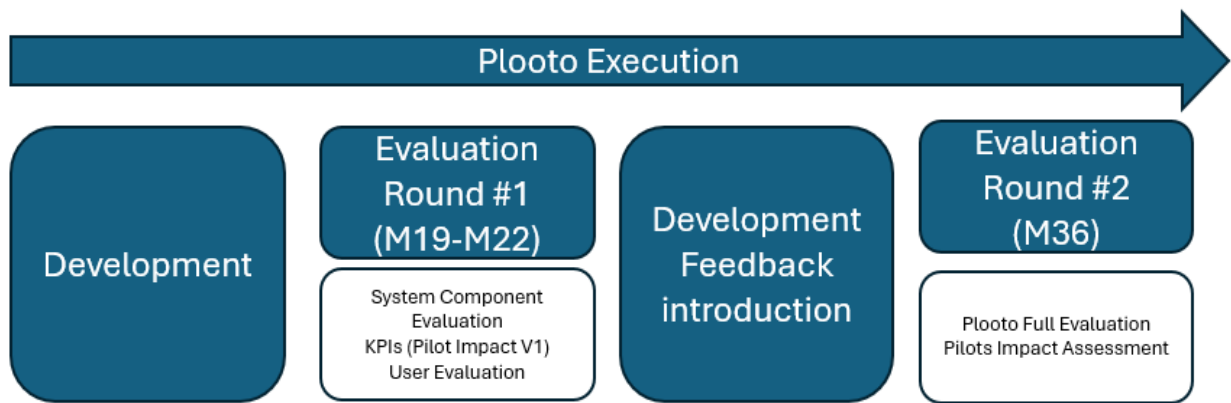 Plooto Execution
Development
Evaluation
Round #1
(M19-M22)
System Component
Evaluation
KPIs (Pilot Impact V1)
User Evaluation
Development
Feedback
introduction
Evaluation
Round #2
(M36)
Plooto Full Evaluation
Pilots Impact Assessment